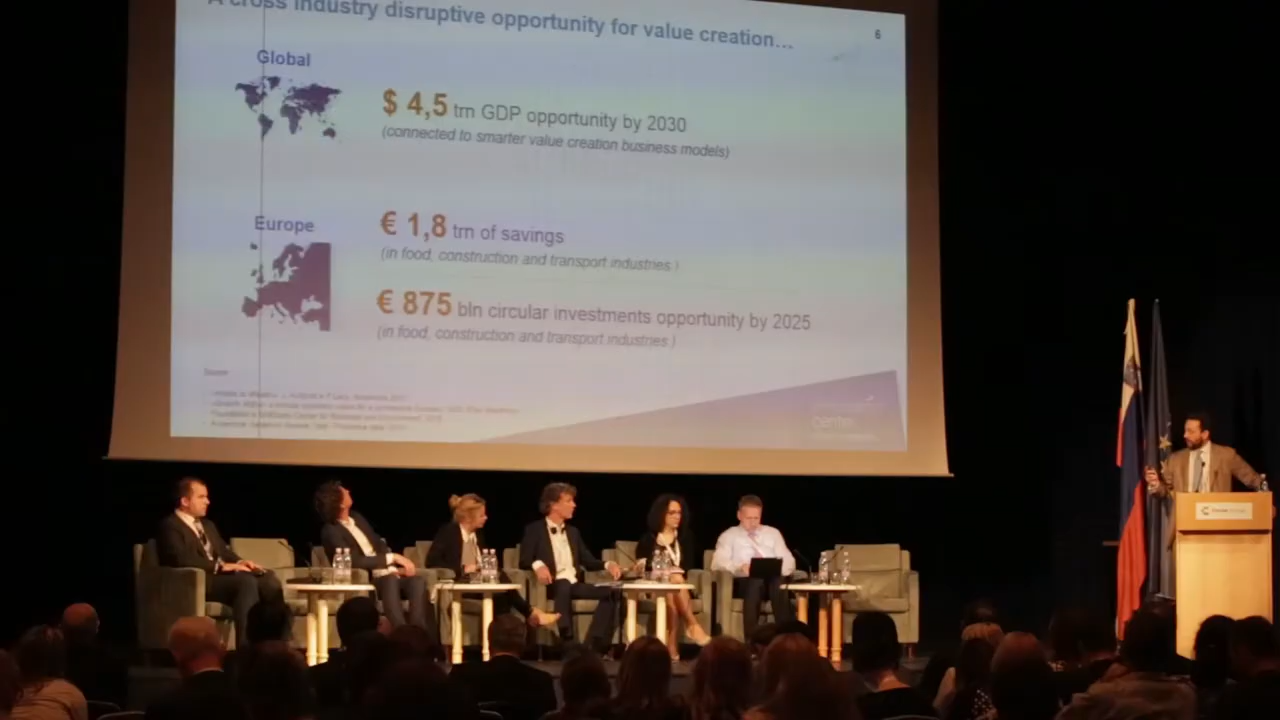 A cross industry disruptive opportunity for value creation...
6
Global
$ 4,5 trn GDP opportunity by 2030
(connected to smarter value creation business models)
Europe
€ 1,8 trn of savings
(in food, construction and transport industries )
€ 875 bln circular investments opportunity by 2025
(in food, construction and transport industries )